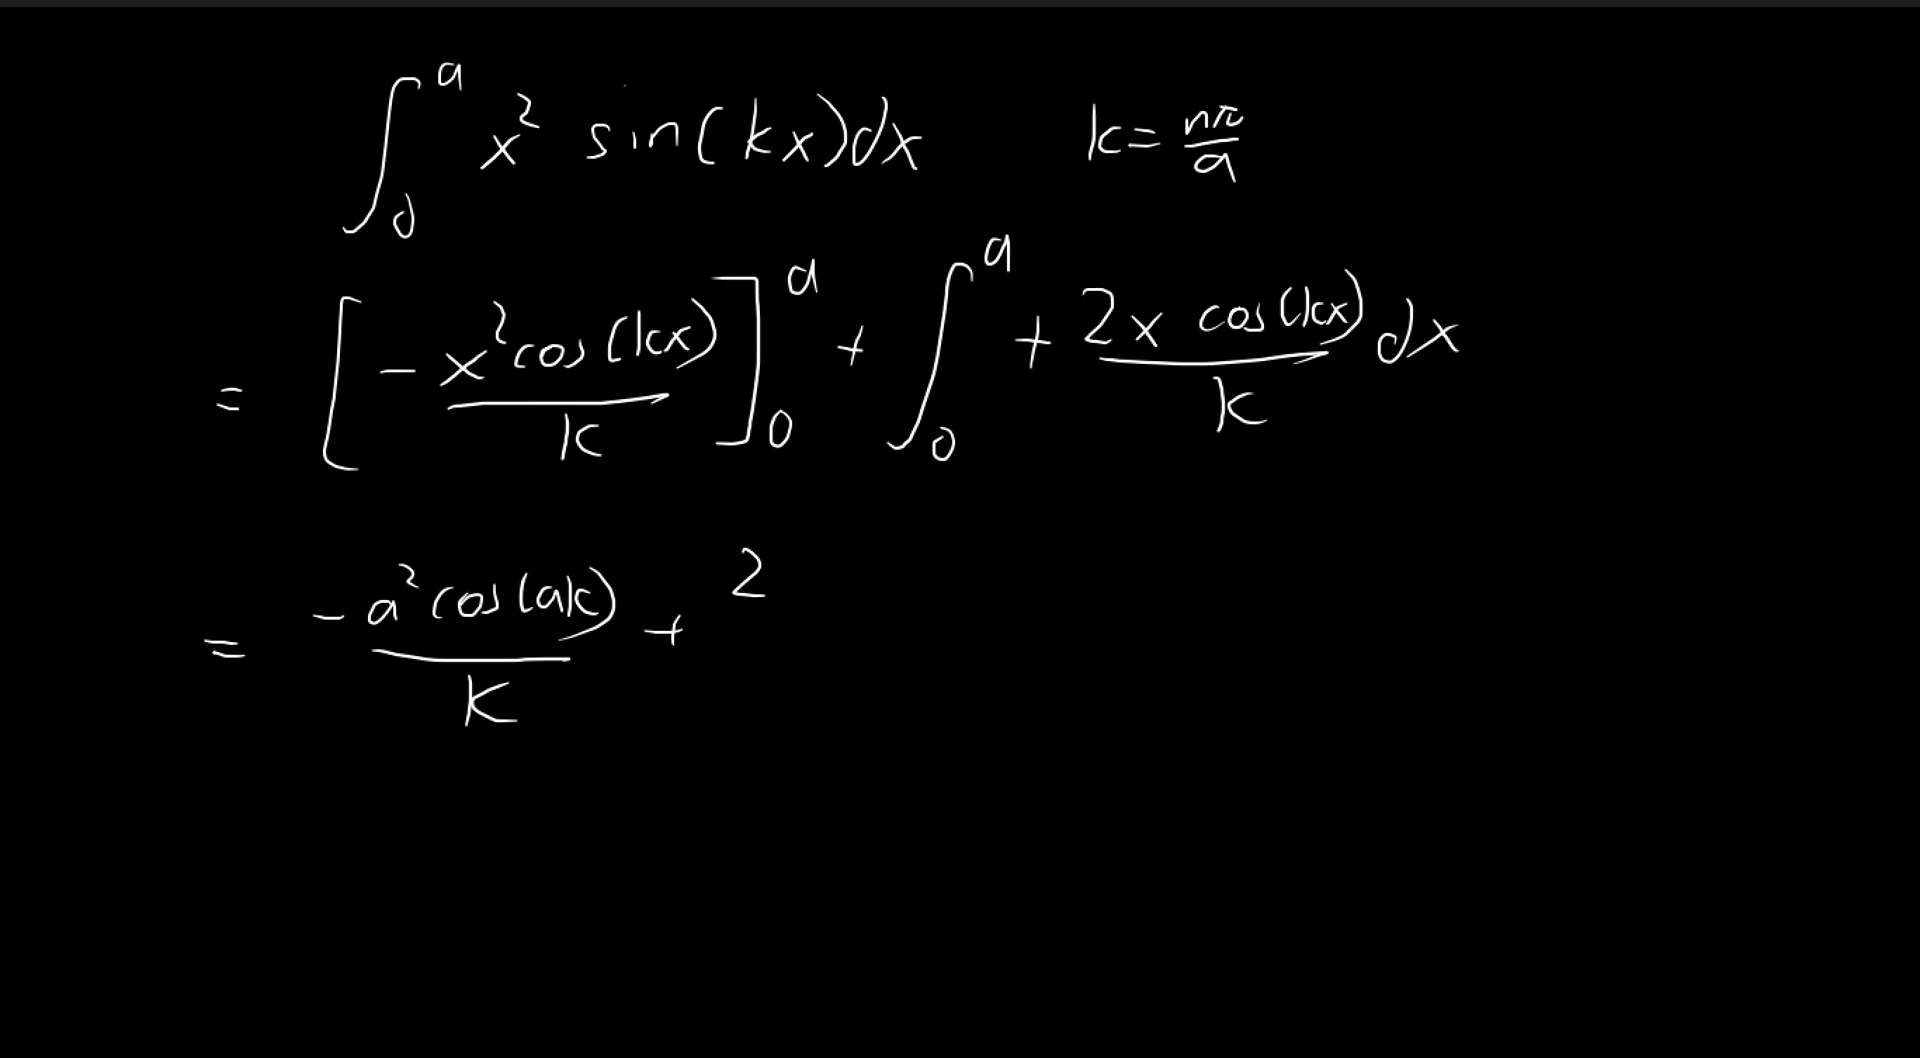 ∫₀ᵃ x² sin(kx)dx    k = nπ/a
= [-x²cos(kx)/k]₀ᵃ + ∫₀ᵃ + 2x cos(kx)/k dx
= -a²cos(ak)/k + 2